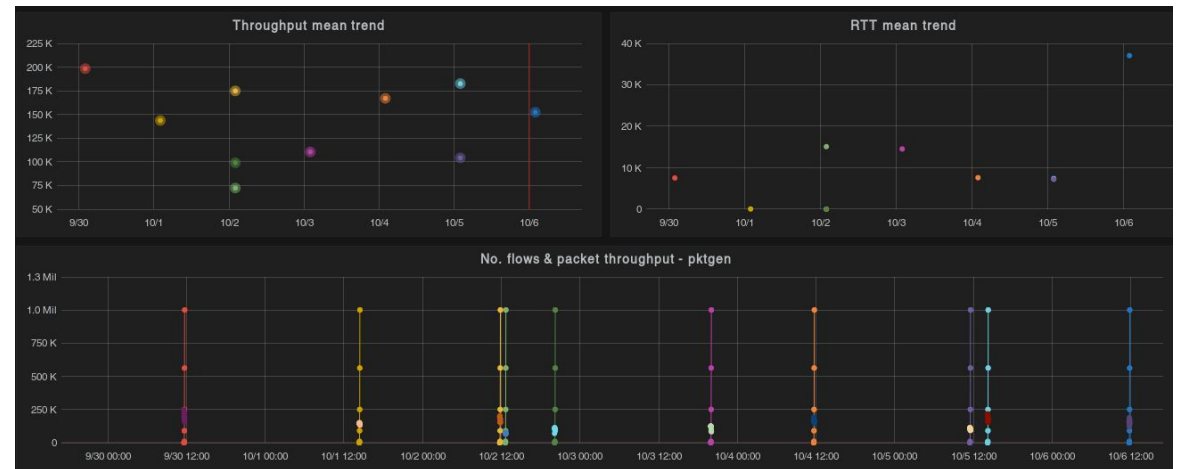 Throughput mean trend
225 K
200 K
175 K
150 K
125 K
100 K
75 K
50 K
9/30 10/1 10/2 10/3 10/4 10/5 10/6
RTT mean trend
40 K
30 K
20 K
10 K
0
9/30 10/1 10/2 10/3 10/4 10/5 10/6
No. flows & packet throughput - pktgen
1.3 Mil
1.0 Mil
750 K
500 K
250 K
0
9/30 00:00 9/30 12:00 10/1 00:00 10/1 12:00 10/2 00:00 10/2 12:00 10/3 00:00 10/3 12:00 10/4 00:00 10/4 12:00 10/5 00:00 10/5 12:00 10/6 00:00 10/6 12:00